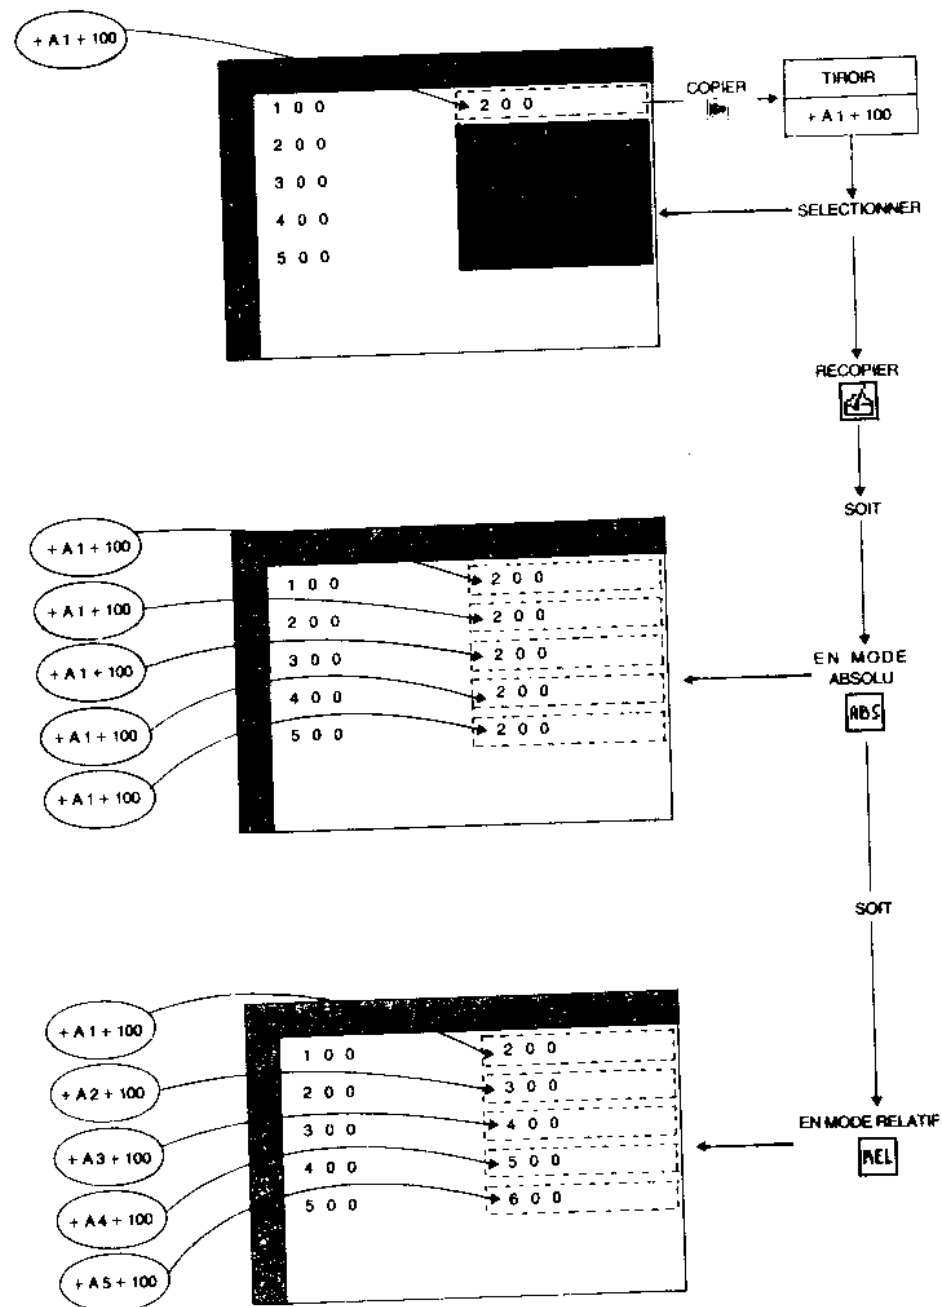 + A 1 + 100
1 0 0
2 0 0
COPIER
TIROIR
+ A 1 + 100
2 0 0
3 0 0
4 0 0
5 0 0
SELECTIONNER
RECOPIER
SOIT
+ A 1 + 100
1 0 0
2 0 0
+ A 1 + 100
2 0 0
2 0 0
+ A 1 + 100
3 0 0
2 0 0
+ A 1 + 100
4 0 0
2 0 0
+ A 1 + 100
5 0 0
2 0 0
EN MODE
ABSOLU
ABS
SOIT
+ A 1 + 100
1 0 0
2 0 0
+ A 2 + 100
2 0 0
3 0 0
+ A 3 + 100
3 0 0
4 0 0
+ A 4 + 100
4 0 0
5 0 0
+ A 5 + 100
5 0 0
6 0 0
EN MODE RELATIF
REL